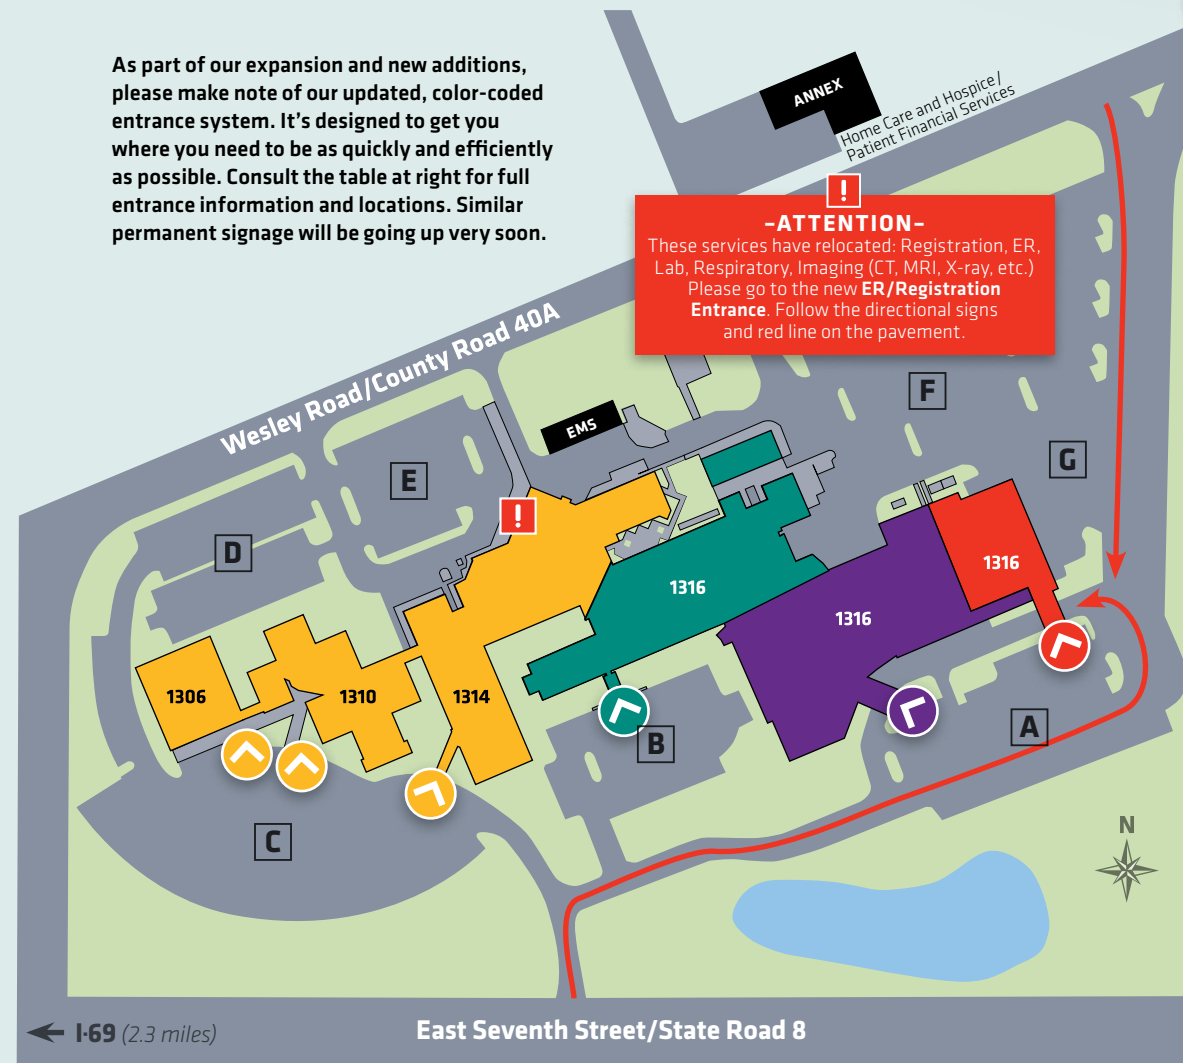 As part of our expansion and new additions,
please make note of our updated, color-coded
entrance system. It's designed to get you
where you need to be as quickly and efficiently
as possible. Consult the table at right for full
entrance information and locations. Similar
permanent signage will be going up very soon.
ANNEX
Home Care and Hospice/
Patient Financial Services
!
–ATTENTION–
These services have relocated: Registration, ER,
Lab, Respiratory, Imaging (CT, MRI, X-ray, etc.)
Please go to the new ER/Registration
Entrance. Follow the directional signs
and red line on the pavement.
Wesley Road/County Road 40A
F
EMS
G
E
!
D
1316
1316
1316
1306
1310
1314
A
B
C
N
I-69 (2.3 miles)
East Seventh Street/State Road 8